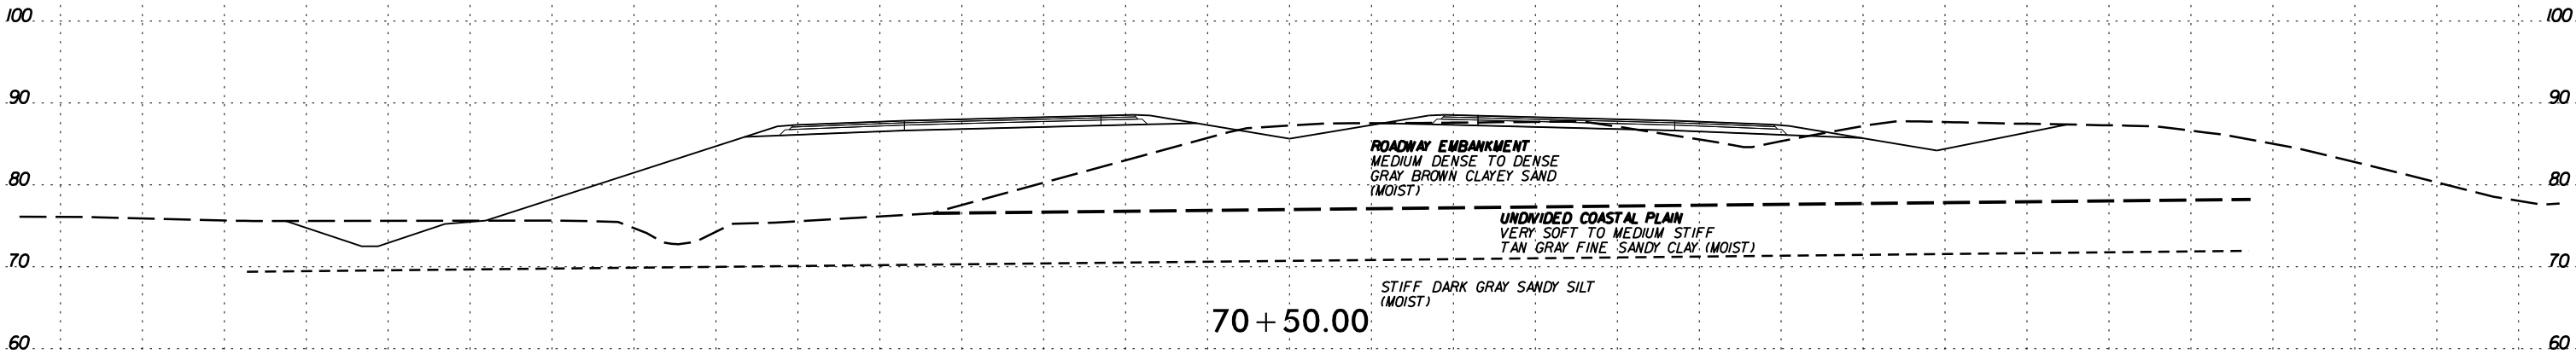 100 100
90 90
80 80
70 70
60 60
ROADWAY EMBANKMENT
MEDIUM DENSE TO DENSE
GRAY BROWN CLAYEY SAND
(MOIST)
UNDIVIDED COASTAL PLAIN
VERY SOFT TO MEDIUM STIFF
TAN GRAY FINE SANDY CLAY (MOIST)
STIFF DARK GRAY SANDY SILT
(MOIST)
70+50.00